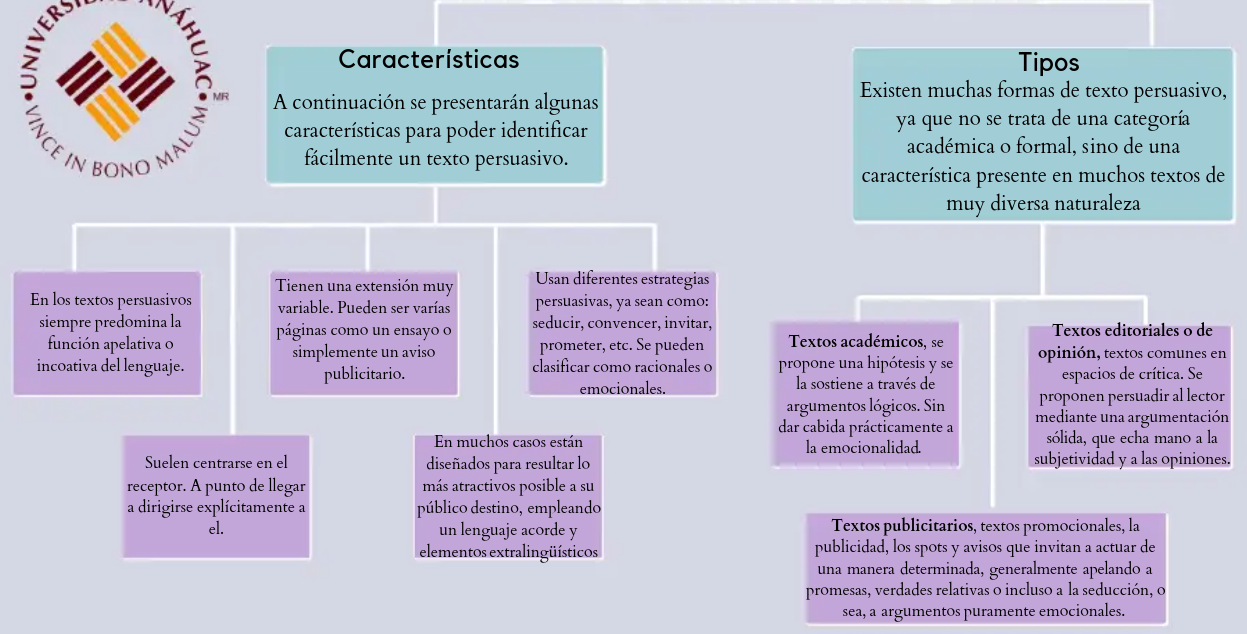 UNIVERSIDAD ANÁHUAC
MR
VINCE IN BONO MALUM
Características
A continuación se presentarán algunas
características para poder identificar
fácilmente un texto persuasivo.
En los textos persuasivos
siempre predomina la
función apelativa o
incoativa del lenguaje.
Suelen centrarse en el
receptor. A punto de llegar
a dirigirse explícitamente a
el.
Tienen una extensión muy
variable. Pueden ser varías
páginas como un ensayo o
simplemente un aviso
publicitario.
En muchos casos están
diseñados para resultar lo
más atractivos posible a su
público destino, empleando
un lenguaje acorde y
elementos extralingüísticos
Usan diferentes estrategias
persuasivas, ya sean como:
seducir, convencer, invitar,
prometer, etc. Se pueden
clasificar como racionales o
emocionales.
Tipos
Existen muchas formas de texto persuasivo,
ya que no se trata de una categoría
académica o formal, sino de una
característica presente en muchos textos de
muy diversa naturaleza
Textos académicos, se
propone una hipótesis y se
la sostiene a través de
argumentos lógicos. Sin
dar cabida prácticamente a
la emocionalidad.
Textos publicitarios, textos promocionales, la
publicidad, los spots y avisos que invitan a actuar de
una manera determinada, generalmente apelando a
promesas, verdades relativas o incluso a la seducción, o
sea, a argumentos puramente emocionales.
Textos editoriales o de
opinión, textos comunes en
espacios de crítica. Se
proponen persuadir al lector
mediante una argumentación
sólida, que echa mano a la
subjetividad y a las opiniones.